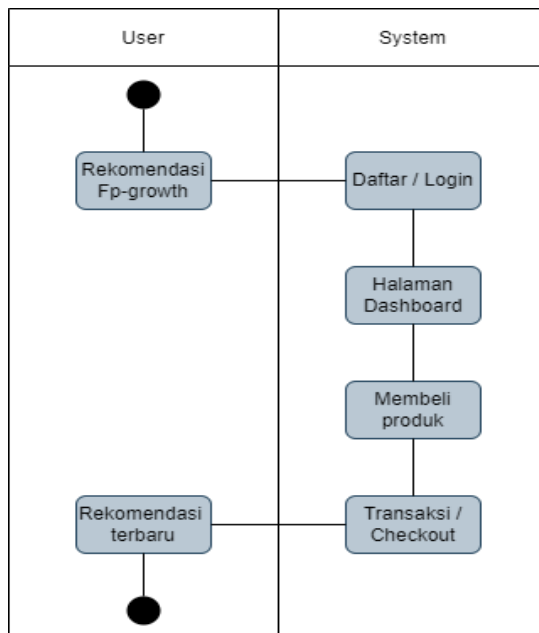 User
System
Rekomendasi
Fp-growth
Daftar / Login
Halaman
Dashboard
Membeli
produk
Rekomendasi
terbaru
Transaksi /
Checkout